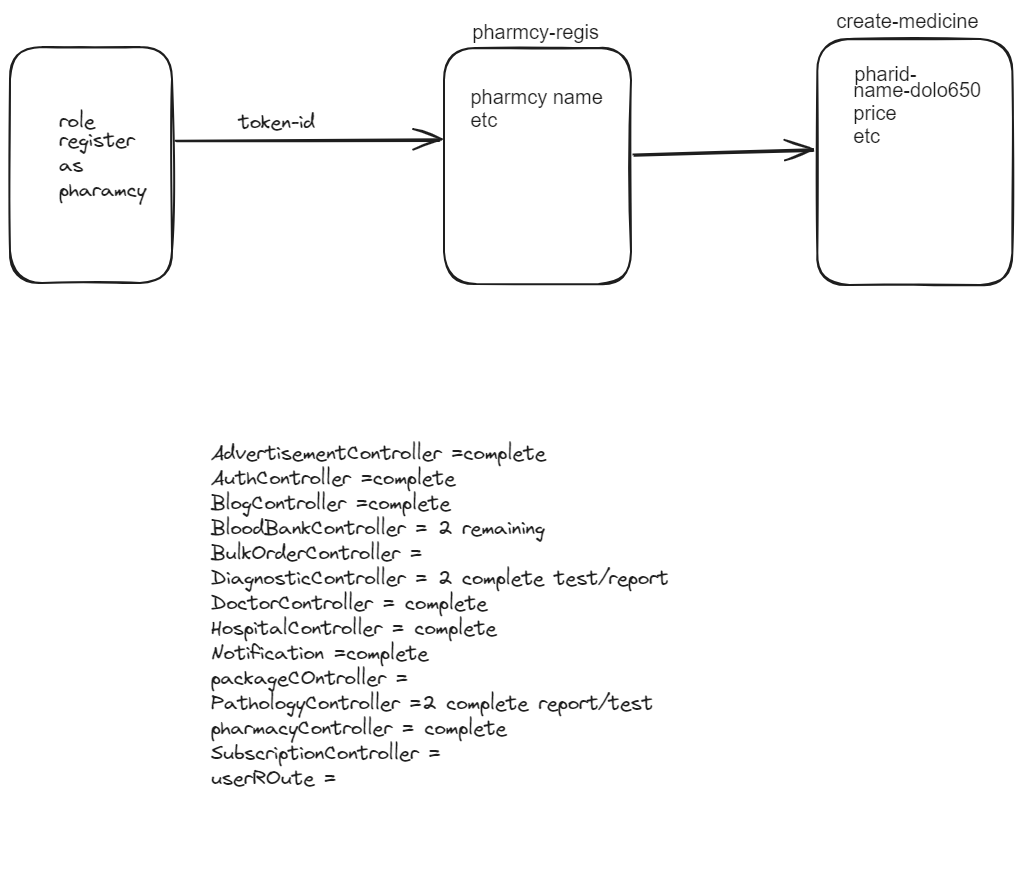 role
register
as
pharamcy
token-id
pharmcy-regis
pharmcy name
etc
create-medicine
pharid-
name-dolo650
price
etc
AdvertisementController =complete
AuthController =complete
BlogController =complete
BloodBankController = 2 remaining
BulkOrderController =
DiagnosticController = 2 complete test/report
DoctorController = complete
HospitalController = complete
Notification =complete
packageCOntroller =
PathologyController =2 complete report/test
pharmacyController = complete
SubscriptionController =
userROute =